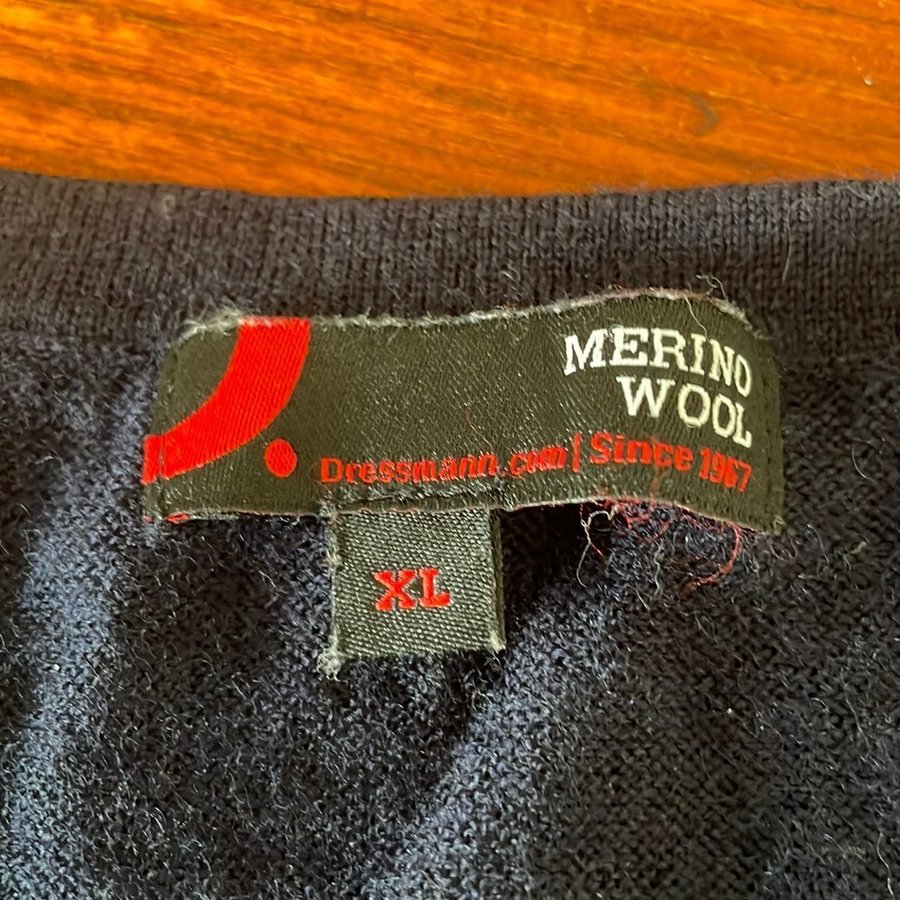 MERINO
WOOL
Dressmann.com | Since 1967
XL